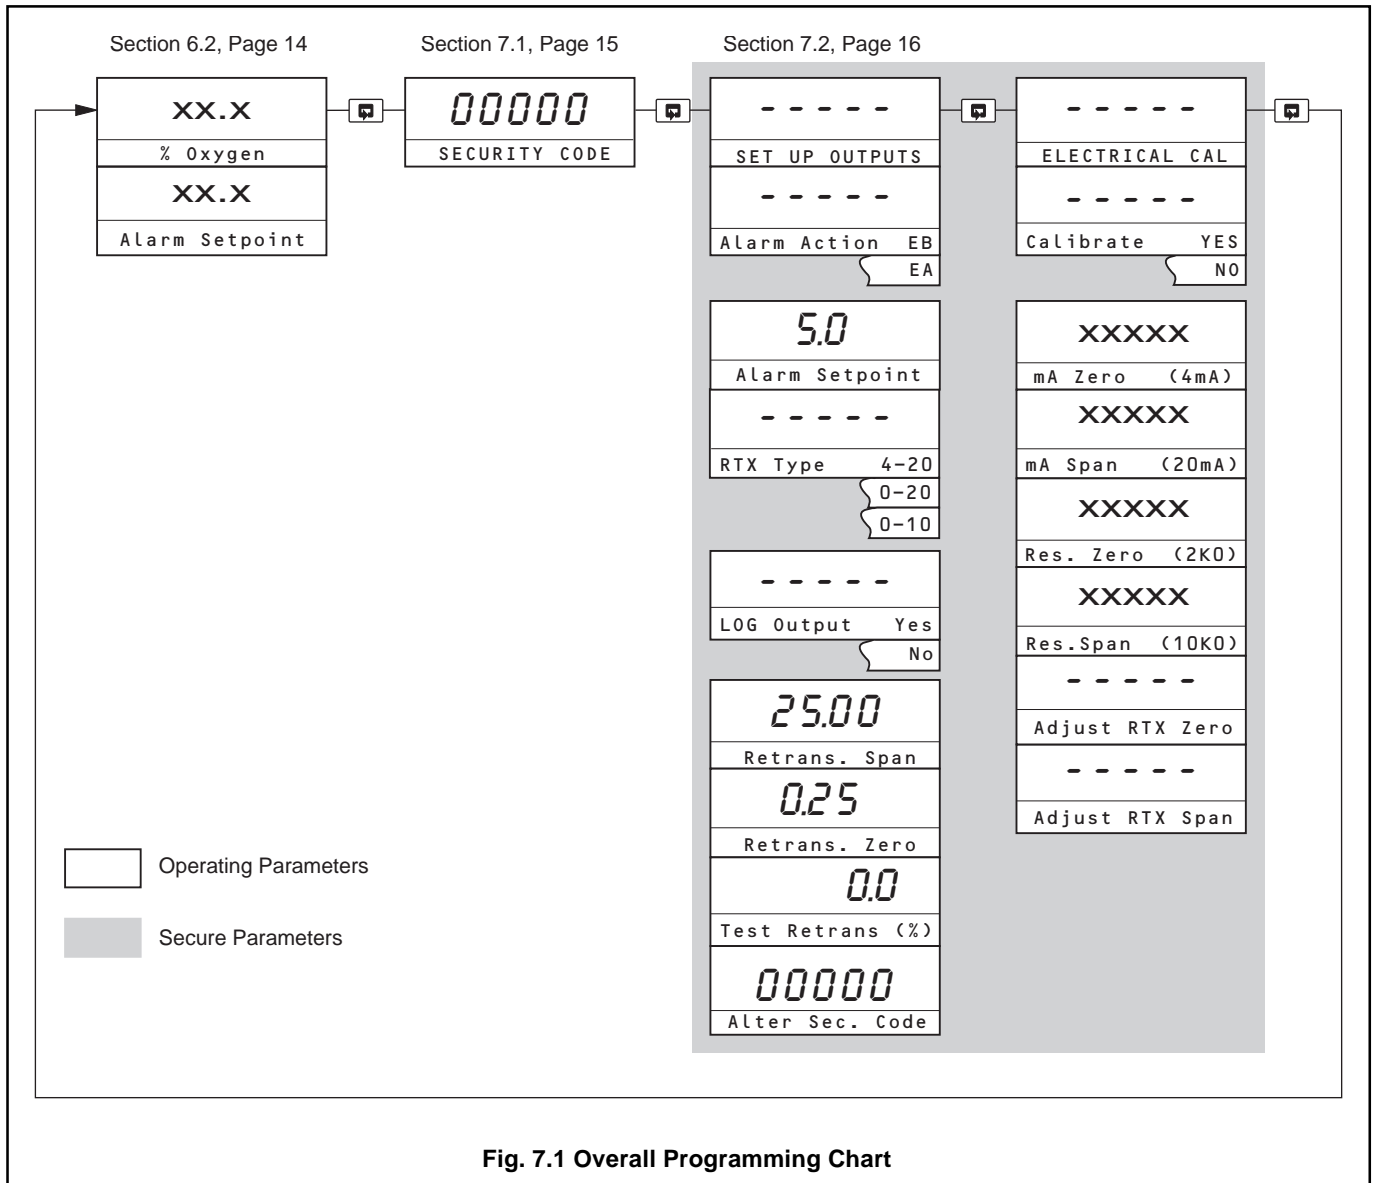 Section 6.2, Page 14
Section 7.1, Page 15
Section 7.2, Page 16
xx.x
% Oxygen
xx.x
Alarm Setpoint
00000
SECURITY CODE
- - - - -
SET UP OUTPUTS
- - - - -
Alarm Action EB
EA
5.0
Alarm Setpoint
- - - - -
RTX Type 4-20
0-20
0-10
- - - - -
LOG Output Yes
No
25.00
Retrans. Span
0.25
Retrans. Zero
0.0
Test Retrans (%)
00000
Alter Sec. Code
- - - - -
ELECTRICAL CAL
- - - - -
Calibrate YES
NO
xxxxx
mA Zero (4mA)
xxxxx
mA Span (20mA)
xxxxx
Res. Zero (2K0)
xxxxx
Res.Span (10K0)
- - - - -
Adjust RTX Zero
- - - - -
Adjust RTX Span
Operating Parameters
Secure Parameters
Fig. 7.1 Overall Programming Chart